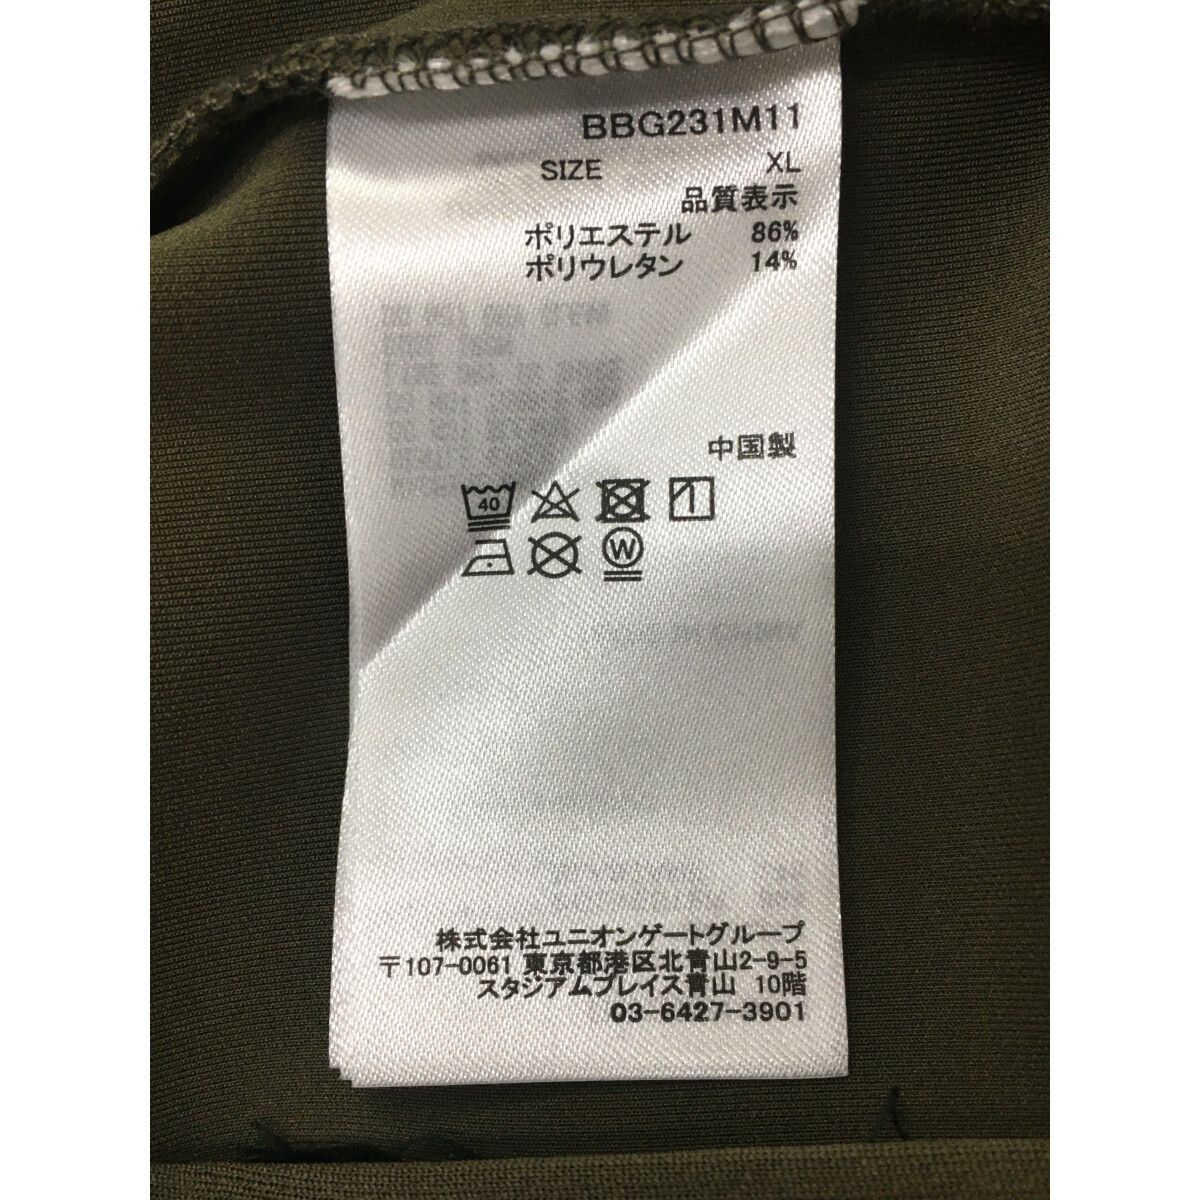 BBG231M11
SIZE XL
品質表示
ポリエステル 86%
ポリウレタン 14%
中国製
40
W
株式会社ユニオンゲートグループ
〒107-0061 東京都港区北青山2-9-5
スタジアムプレイス青山 10階
03-6427-3901